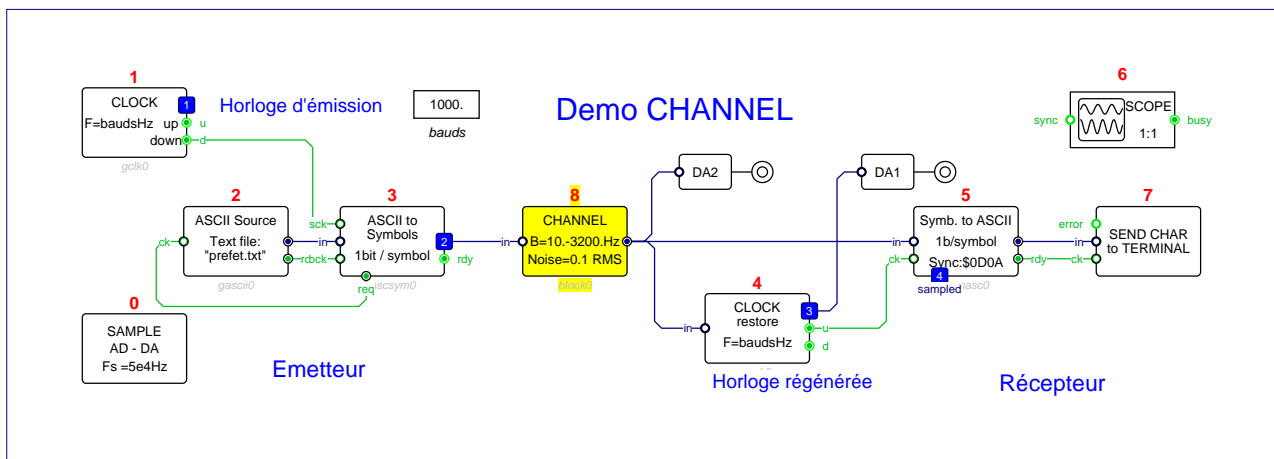 1
CLOCK
1
F=baudsHz
up
u
down
d
gclk0
Horloge d'émission
1000.
bauds
Demo CHANNEL
6
SCOPE
sync
busy
1:1
DA2
DA1
2
ASCII Source
ck
Text file:
"prefet.txt"
in
gascii0
3
ASCII to
Symbols
sck
in
2
1bit / symbol
rdy
req
8
CHANNEL
B=10.-3200.Hz
Noise=0.1 RMS
block0
5
Symb. to ASCII
in
1b/symbol
in
ck
Sync:$0D0A
rdy
ck
4
sampled
7
error
SEND CHAR
to TERMINAL
4
CLOCK
restore
3
in
u
F=baudsHz
d
0
SAMPLE
AD - DA
Fs =5e4Hz
Emetteur
Horloge régénérée
Récepteur